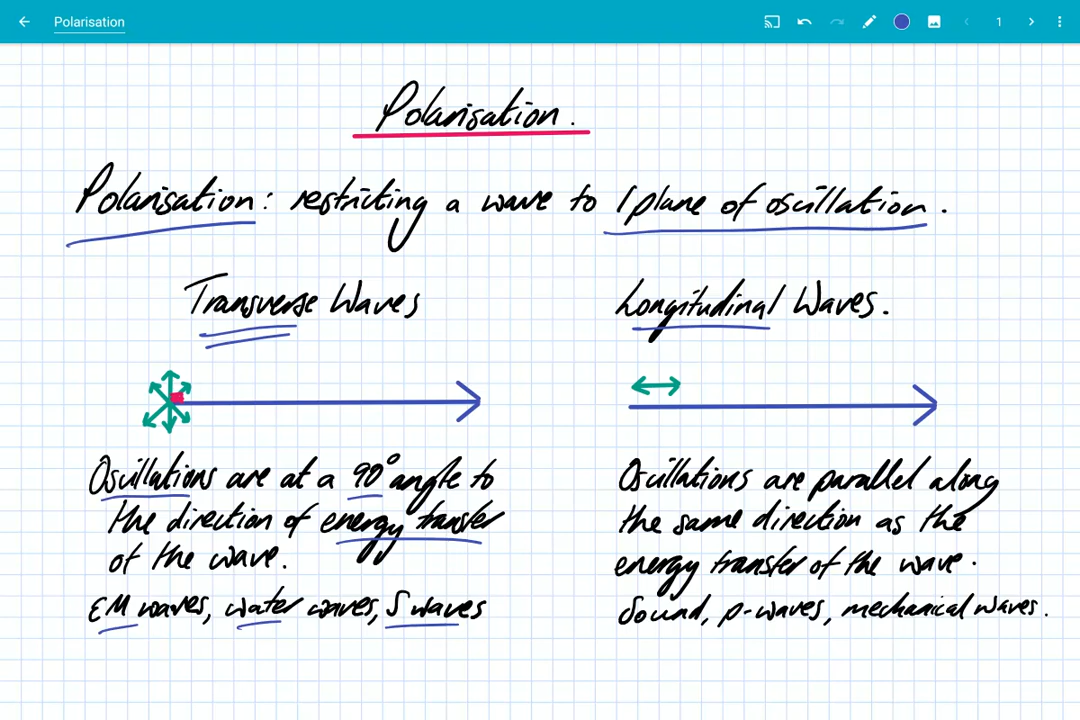 Polarisation
1
Polarisation.
Polarisation: restricting a wave to 1 plane of oscillation.
Transverse Waves
Oscillations are at a 90° angle to
the direction of energy transfer
of the wave.
EM waves, water waves, S waves
Longitudinal Waves.
Oscillations are parallel along
the same direction as the
energy transfer of the wave.
Sound, p-waves, mechanical waves.